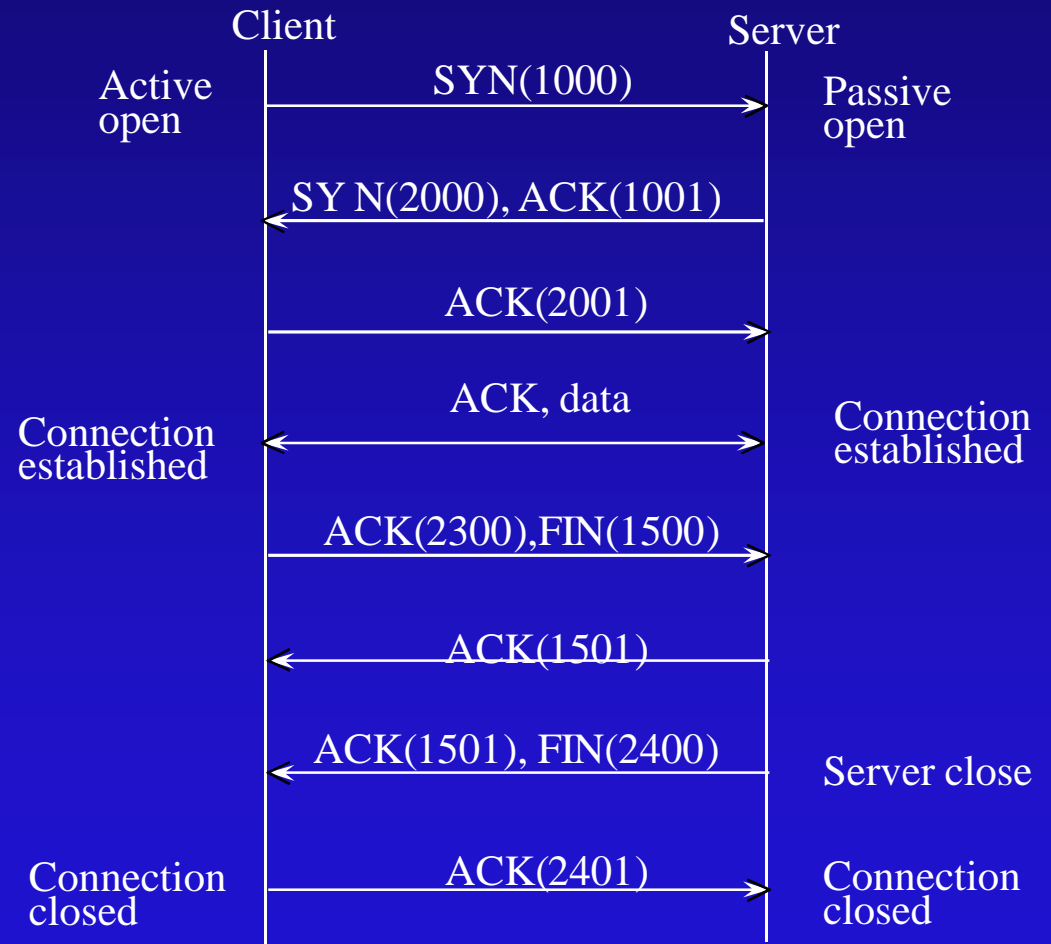 Client
Server
Active
open
SYN(1000)
Passive
open
SY N(2000), ACK(1001)
ACK(2001)
ACK, data
Connection
established
Connection
established
ACK(2300),FIN(1500)
ACK(1501)
ACK(1501), FIN(2400)
Server close
ACK(2401)
Connection
closed
Connection
closed